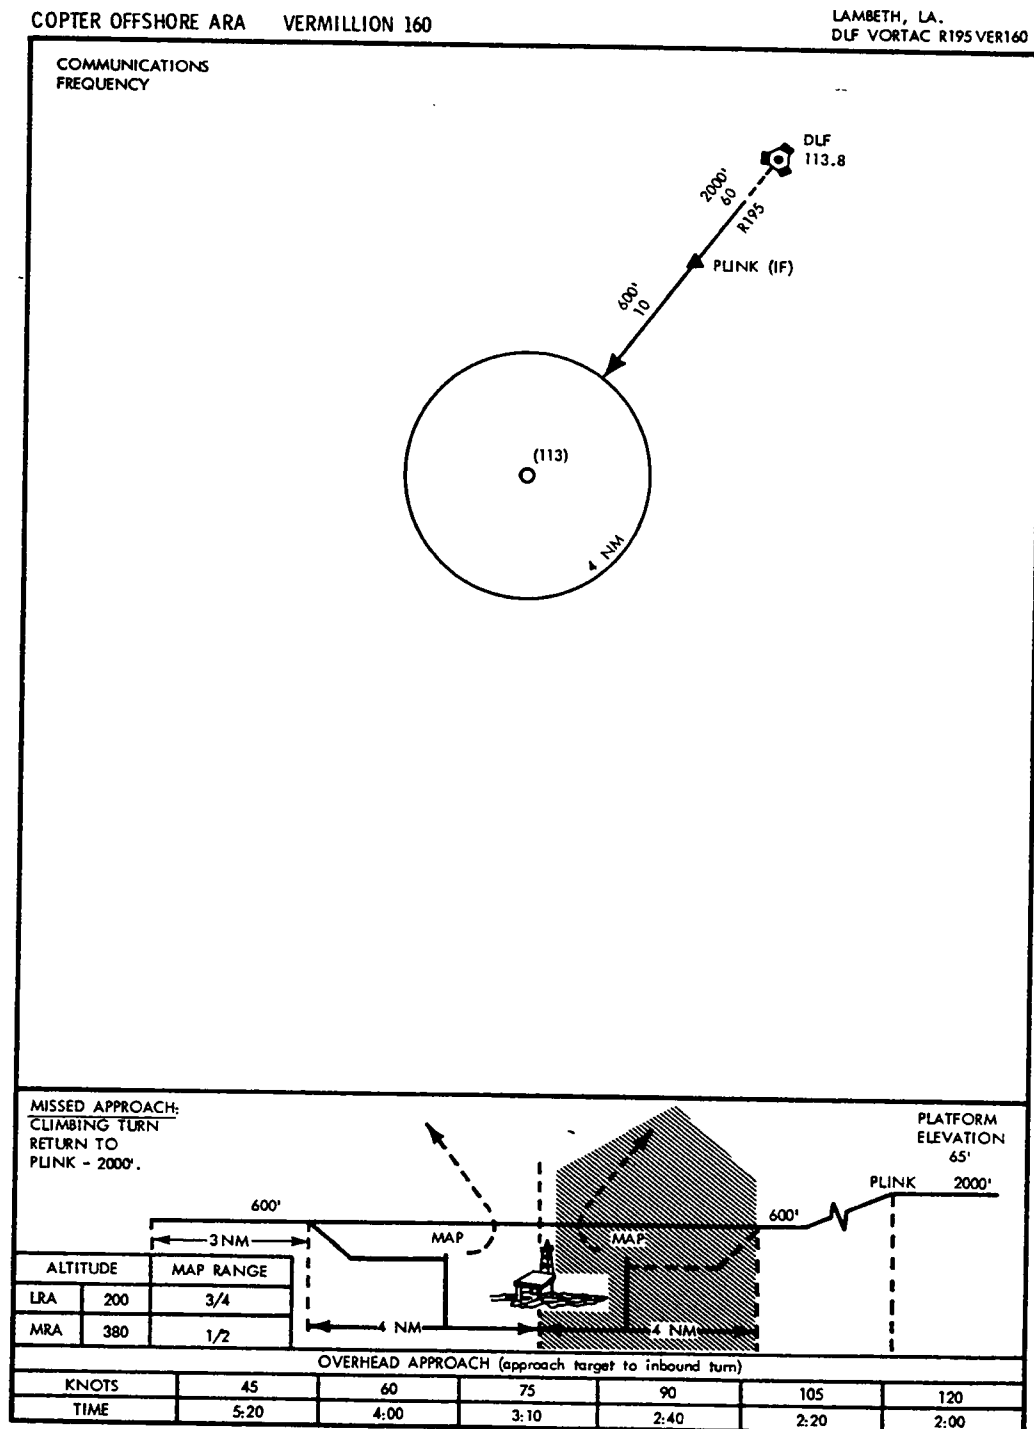 COPTER OFFSHORE ARA VERMILLION 160
LAMBETH, LA.
DLF VORTAC R195 VER160
COMMUNICATIONS
FREQUENCY
DLF
113.8
2000'
60
R195
PLINK (IF)
600'
10
(113)
4 NM
MISSED APPROACH:
CLIMBING TURN
RETURN TO
PLINK - 2000'.
PLATFORM
ELEVATION
65'
PLINK 2000'
600'
600'
3 NM
MAP
MAP
ALTITUDE MAP RANGE
LRA 200 3/4
MRA 380 1/2
4 NM
4 NM
OVERHEAD APPROACH (approach target to inbound turn)
KNOTS 45 60 75 90 105 120
TIME 5:20 4:00 3:10 2:40 2:20 2:00